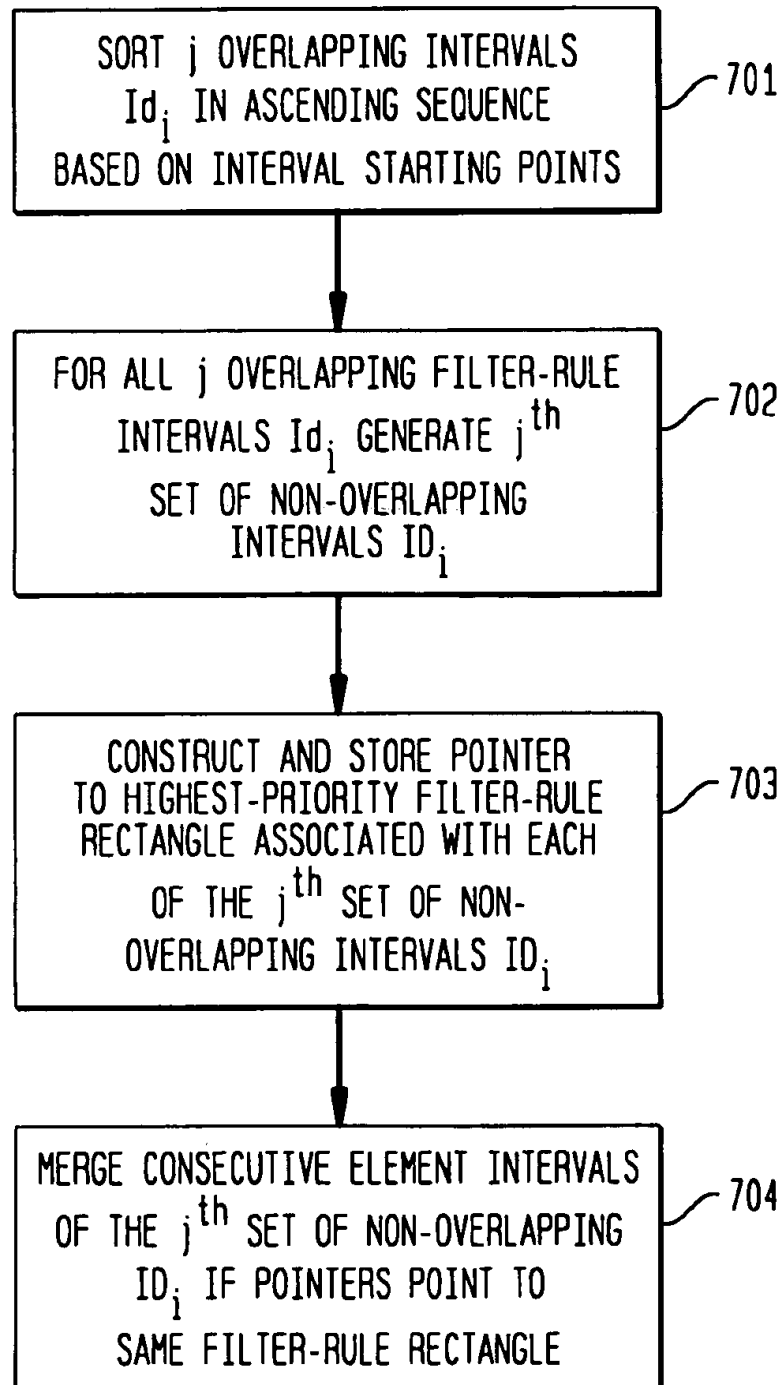 SORT j OVERLAPPING INTERVALS
Id_i IN ASCENDING SEQUENCE
BASED ON INTERVAL STARTING POINTS
701
FOR ALL j OVERLAPPING FILTER-RULE
INTERVALS Id_i GENERATE j^th
SET OF NON-OVERLAPPING
INTERVALS ID_i
702
CONSTRUCT AND STORE POINTER
TO HIGHEST-PRIORITY FILTER-RULE
RECTANGLE ASSOCIATED WITH EACH
OF THE j^th SET OF NON-
OVERLAPPING INTERVALS ID_i
703
MERGE CONSECUTIVE ELEMENT INTERVALS
OF THE j^th SET OF NON-OVERLAPPING
ID_i IF POINTERS POINT TO
SAME FILTER-RULE RECTANGLE
704